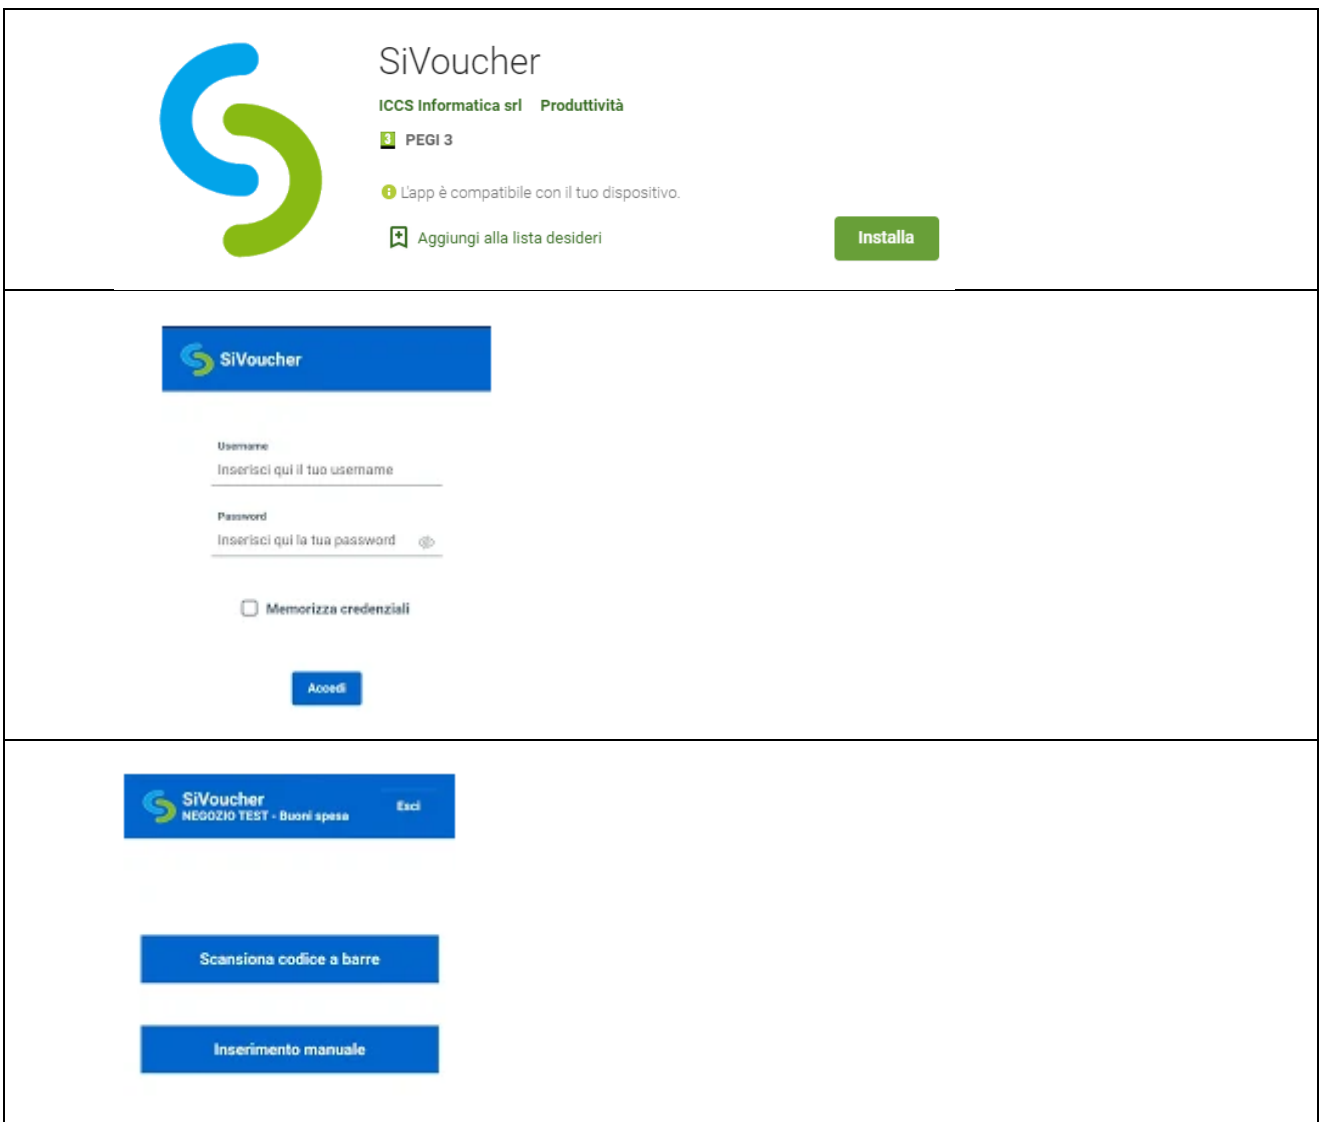 SiVoucher
ICCS Informatica srl Produttività
3 PEGI 3
L'app è compatibile con il tuo dispositivo.
Aggiungi alla lista desideri
Installa
SiVoucher
Username
Inserisci qui il tuo username
Password
Inserisci qui la tua password
Memorizza credenziali
Accedi
SiVoucher
NEGOZIO TEST - Buoni spesa
Esci
Scansiona codice a barre
Inserimento manuale